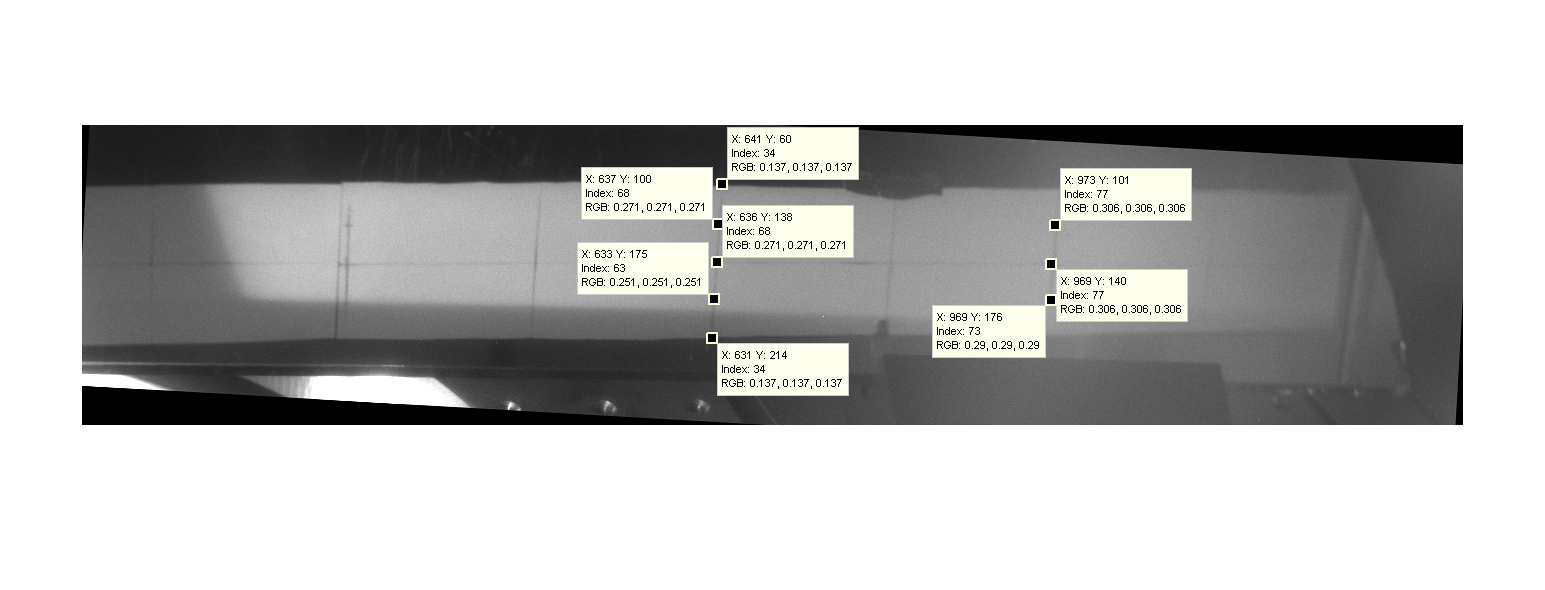 X: 641 Y: 60
Index: 34
RGB: 0.137, 0.137, 0.137
X: 637 Y: 100
Index: 68
RGB: 0.271, 0.271, 0.271
X: 973 Y: 101
Index: 77
RGB: 0.306, 0.306, 0.306
X: 636 Y: 138
Index: 68
RGB: 0.271, 0.271, 0.271
X: 633 Y: 175
Index: 63
RGB: 0.251, 0.251, 0.251
X: 969 Y: 140
Index: 77
RGB: 0.306, 0.306, 0.306
X: 969 Y: 176
Index: 73
RGB: 0.29, 0.29, 0.29
X: 631 Y: 214
Index: 34
RGB: 0.137, 0.137, 0.137